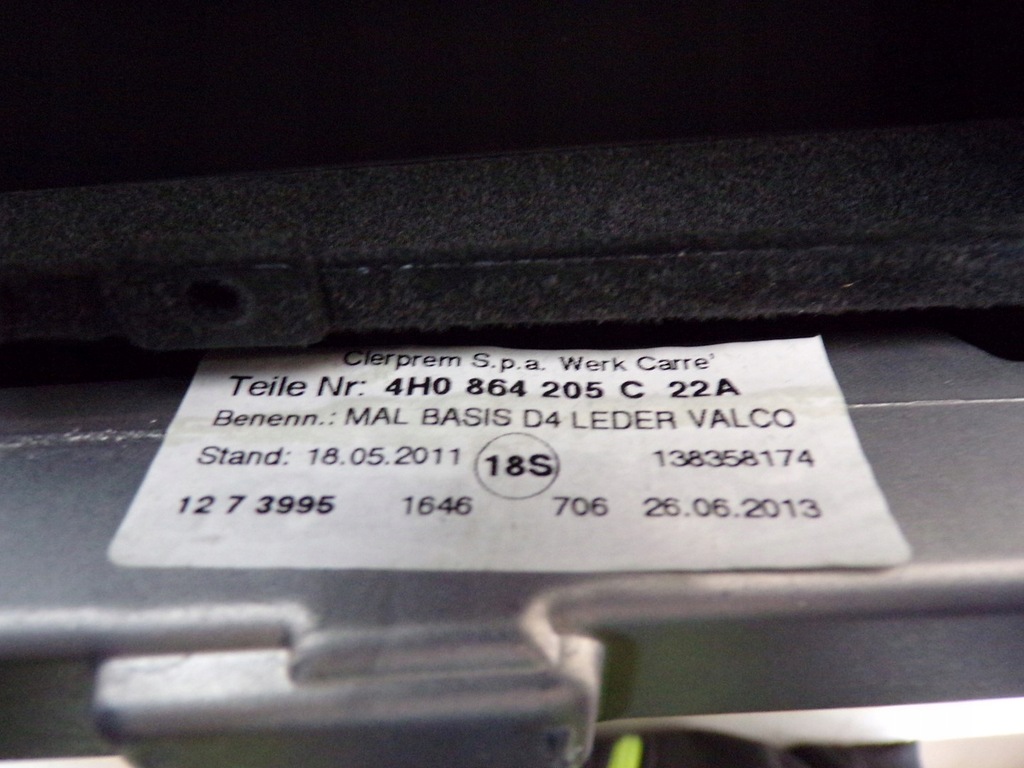 Clerprem S.p.a. Werk Carre'
Teile Nr: 4H0 864 205 C 22A
Benenn.: MAL BASIS D4 LEDER VALCO
Stand: 18.05.2011 18S 138358174
12 7 3995 1646 706 26.06.2013